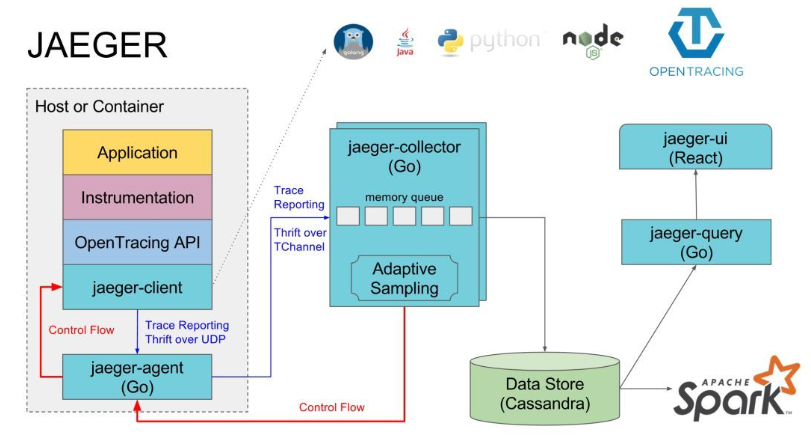 JAEGER
golang
Java
python
node
JS
OPENTRACING
Host or Container
Application
Instrumentation
OpenTracing API
jaeger-client
Control Flow
Trace Reporting
Thrift over UDP
jaeger-agent
(Go)
Trace
Reporting
Thrift over
TChannel
jaeger-collector
(Go)
memory queue
Adaptive
Sampling
Control Flow
jaeger-ui
(React)
jaeger-query
(Go)
Data Store
(Cassandra)
APACHE
Spark
TM